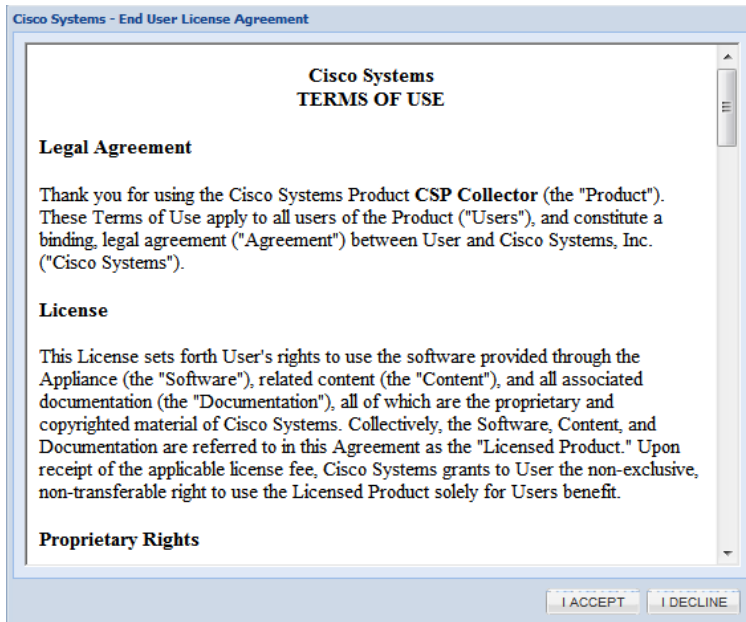 Cisco Systems - End User License Agreement
Cisco Systems
TERMS OF USE
Legal Agreement
Thank you for using the Cisco Systems Product CSP Collector (the "Product").
These Terms of Use apply to all users of the Product ("Users"), and constitute a
binding, legal agreement ("Agreement") between User and Cisco Systems, Inc.
("Cisco Systems").
License
This License sets forth User's rights to use the software provided through the
Appliance (the "Software"), related content (the "Content"), and all associated
documentation (the "Documentation"), all of which are the proprietary and
copyrighted material of Cisco Systems. Collectively, the Software, Content, and
Documentation are referred to in this Agreement as the "Licensed Product." Upon
receipt of the applicable license fee, Cisco Systems grants to User the non-exclusive,
non-transferable right to use the Licensed Product solely for Users benefit.
Proprietary Rights
I ACCEPT I DECLINE